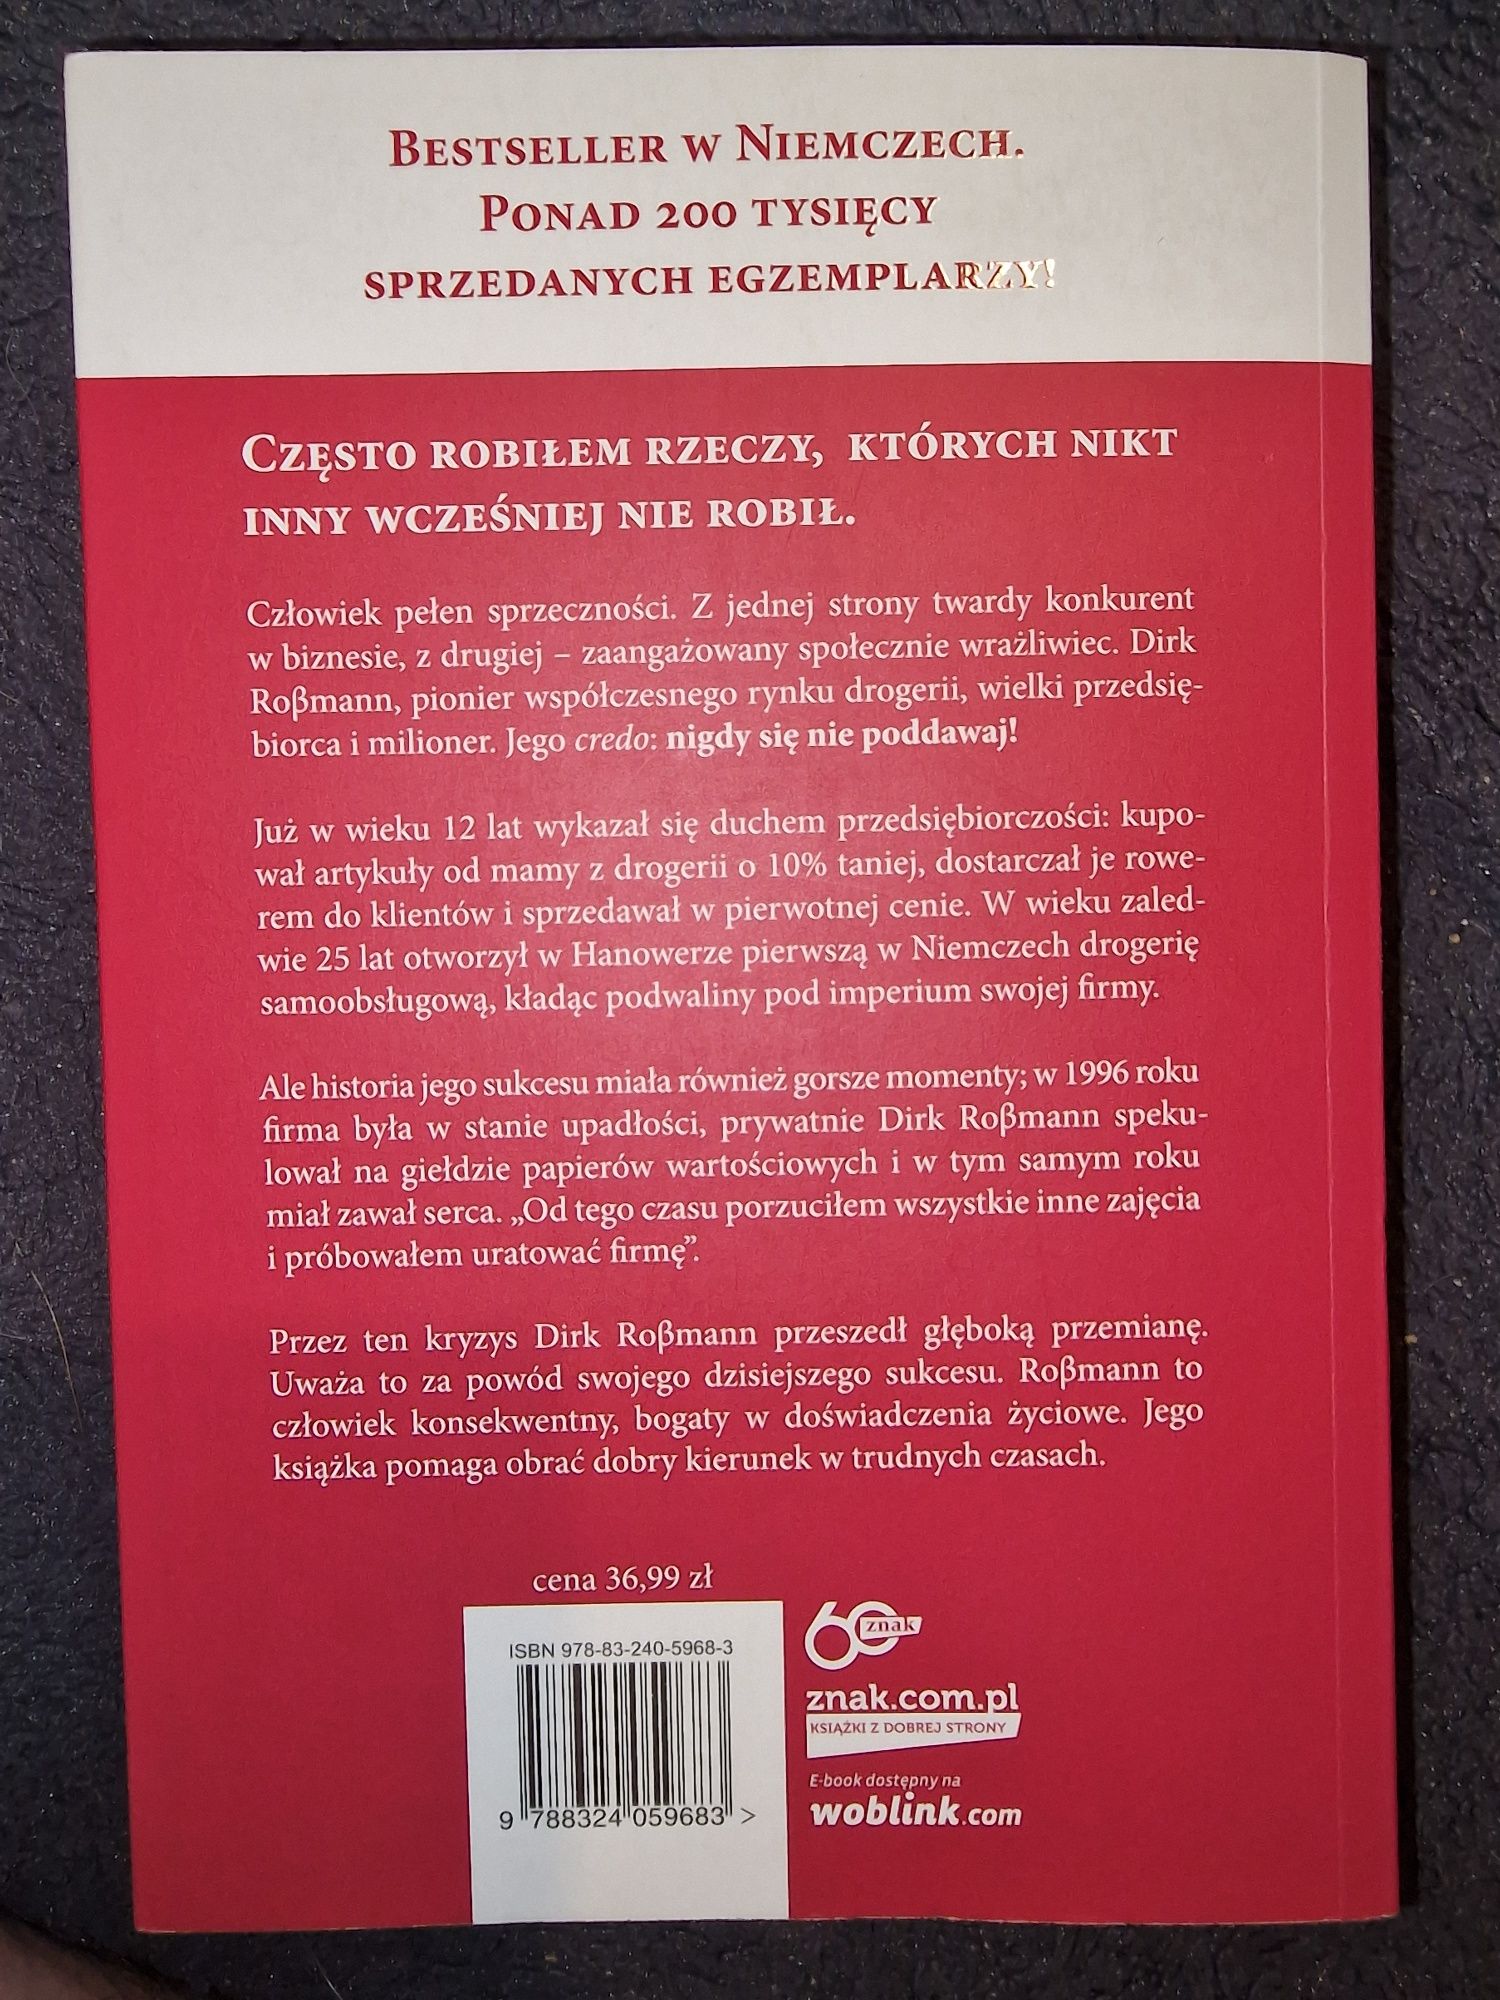 Bestseller w Niemczech.
Ponad 200 tysięcy
sprzedanych egzemplarzy!
Często robiłem rzeczy, których nikt
inny wcześniej nie robił.
Człowiek pełen sprzeczności. Z jednej strony twardy konkurent
w biznesie, z drugiej – zaangażowany społecznie wrażliwiec. Dirk
Roßmann, pionier współczesnego rynku drogerii, wielki przedsię-
biorca i milioner. Jego credo: nigdy się nie poddawaj!
Już w wieku 12 lat wykazał się duchem przedsiębiorczości: kupo-
wał artykuły od mamy z drogerii o 10% taniej, dostarczał je rowe-
rem do klientów i sprzedawał w pierwotnej cenie. W wieku zaled-
wie 25 lat otworzył w Hanowerze pierwszą w Niemczech drogerię
samoobsługową, kładąc podwaliny pod imperium swojej firmy.
Ale historia jego sukcesu miała również gorsze momenty; w 1996 roku
firma była w stanie upadłości, prywatnie Dirk Roßmann speku-
lował na giełdzie papierów wartościowych i w tym samym roku
miał zawał serca. „Od tego czasu porzuciłem wszystkie inne zajęcia
i próbowałem uratować firmę”.
Przez ten kryzys Dirk Roßmann przeszedł głęboką przemianę.
Uważa to za powód swojego dzisiejszego sukcesu. Roßmann to
człowiek konsekwentny, bogaty w doświadczenia życiowe. Jego
książka pomaga obrać dobry kierunek w trudnych czasach.
cena 36,99 zł
ISBN 978-83-240-5968-3
9 788324 059683 >
60 znak
znak.com.pl
KSIĄŻKI Z DOBREJ STRONY
E-book dostępny na
woblink.com